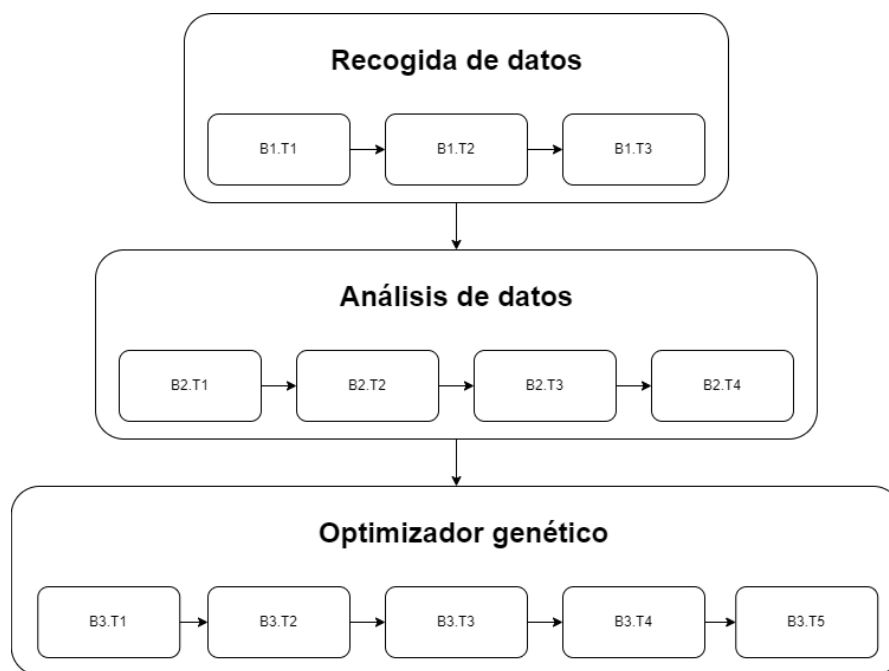 Recogida de datos
B1.T1
B1.T2
B1.T3
Análisis de datos
B2.T1
B2.T2
B2.T3
B2.T4
Optimizador genético
B3.T1
B3.T2
B3.T3
B3.T4
B3.T5